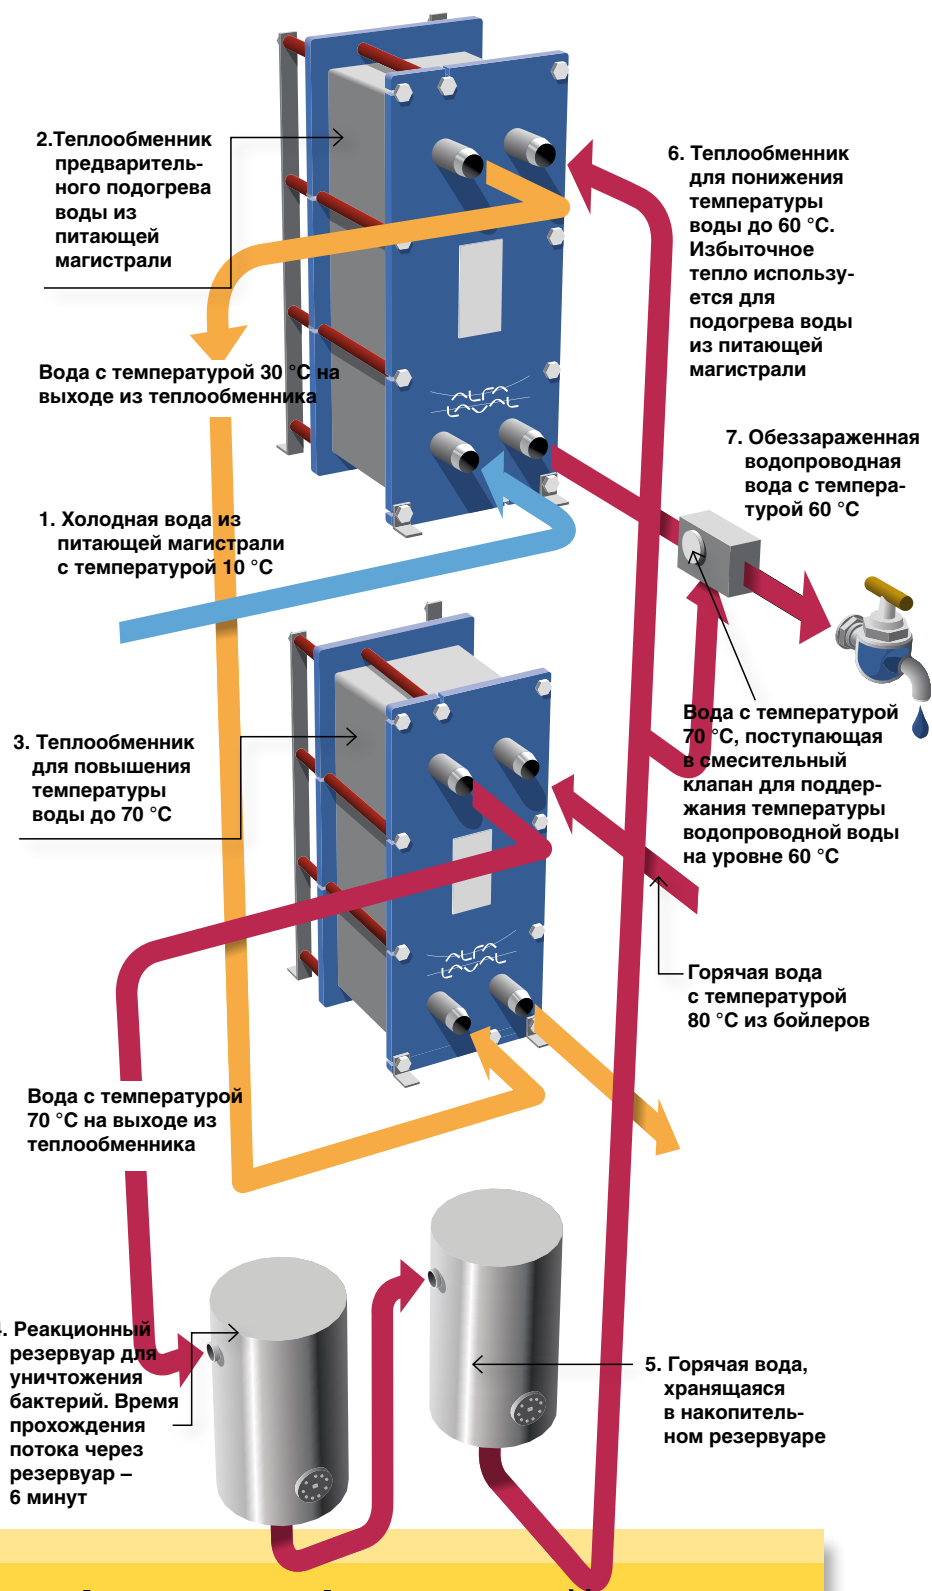 2.Теплообменник
предваритель-
ного подогрева
воды из
питающей
магистрали
6. Теплообменник
для понижения
температуры
воды до 60 °C.
Избыточное
тепло использу-
ется для
подогрева воды
из питающей
магистрали
Вода с температурой 30 °C на
выходе из теплообменника
ALFA
LAVAL
7. Обеззараженная
водопроводная
вода с темпера-
турой 60 °C
1. Холодная вода из
питающей магистрали
с температурой 10 °C
Вода с температурой
70 °C, поступающая
в смесительный
клапан для поддер-
жания температуры
водопроводной воды
на уровне 60 °C
3. Теплообменник
для повышения
температуры
воды до 70 °C
ALFA
LAVAL
Горячая вода
с температурой
80 °C из бойлеров
Вода с температурой
70 °C на выходе из
теплообменника
4. Реакционный
резервуар для
уничтожения
бактерий. Время
прохождения
потока через
резервуар –
6 минут
5. Горячая вода,
хранящаяся
в накопитель-
ном резервуаре